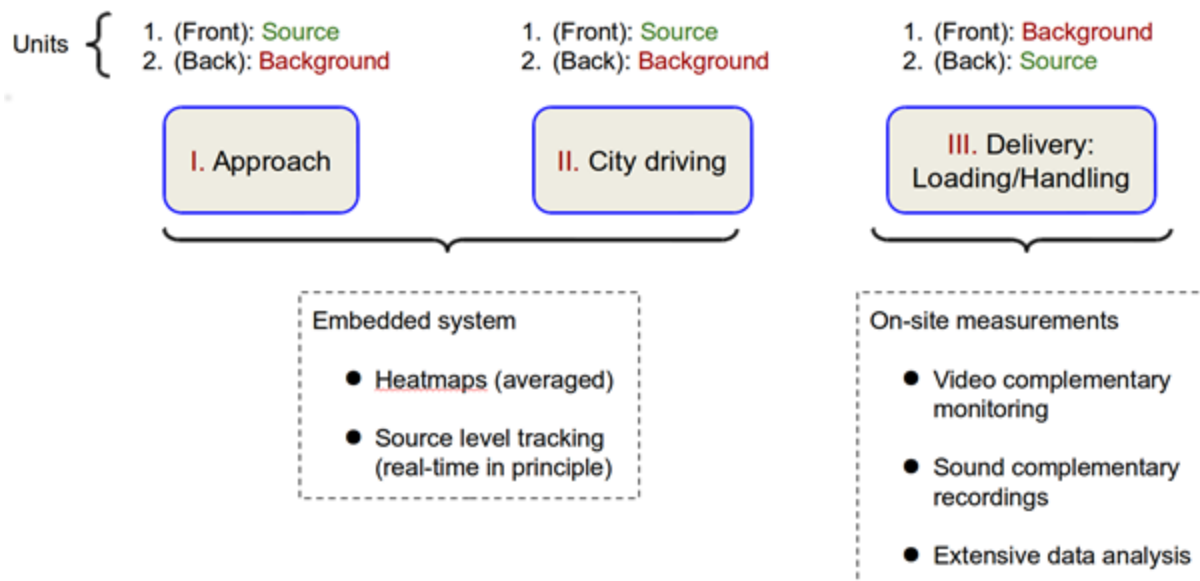 Units
1. (Front): Source
2. (Back): Background
1. (Front): Source
2. (Back): Background
1. (Front): Background
2. (Back): Source
I. Approach
II. City driving
III. Delivery:
Loading/Handling
Embedded system
● Heatmaps (averaged)
● Source level tracking
(real-time in principle)
On-site measurements
● Video complementary
monitoring
● Sound complementary
recordings
● Extensive data analysis